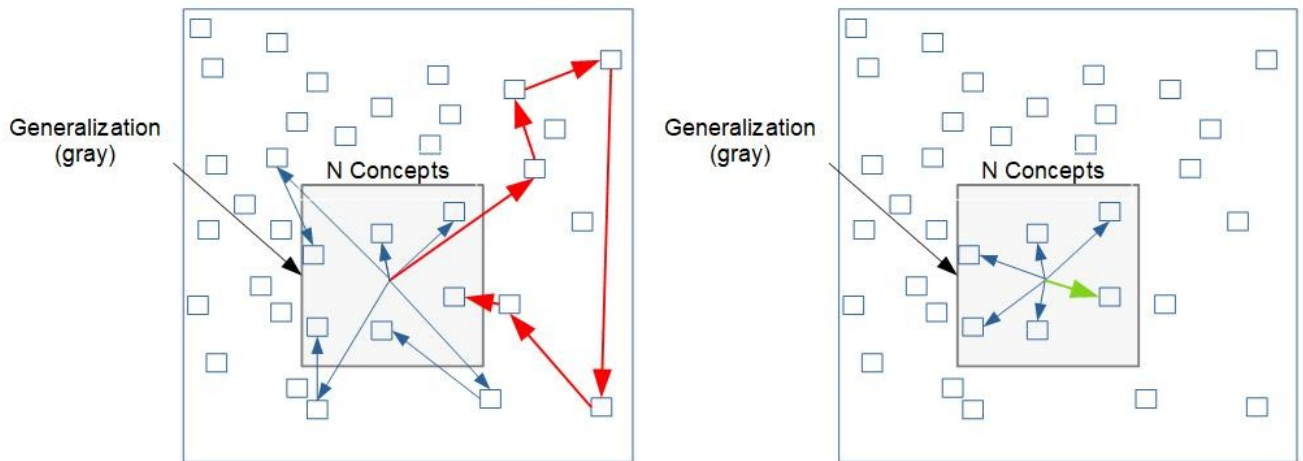 Generalization
(gray)
N Concepts
Generalization
(gray)
N Concepts